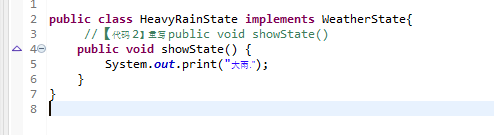 1
2 public class HeavyRainState implements WeatherState{
3 //【代码2】重写public void showState()
4 public void showState() {
5 System.out.print("大雨.");
6 }
7 }
8